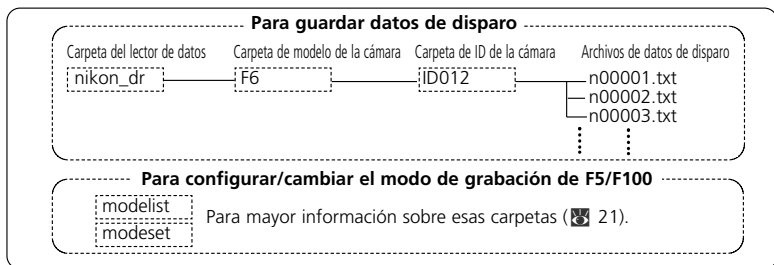 Para guardar datos de disparo
Carpeta del lector de datos Carpeta de modelo de la cámara Carpeta de ID de la cámara Archivos de datos de disparo
nikon_dr F6 ID012 n00001.txt
n00002.txt
n00003.txt
Para configurar/cambiar el modo de grabación de F5/F100
modelist
Para mayor información sobre esas carpetas ( 21).
modeset